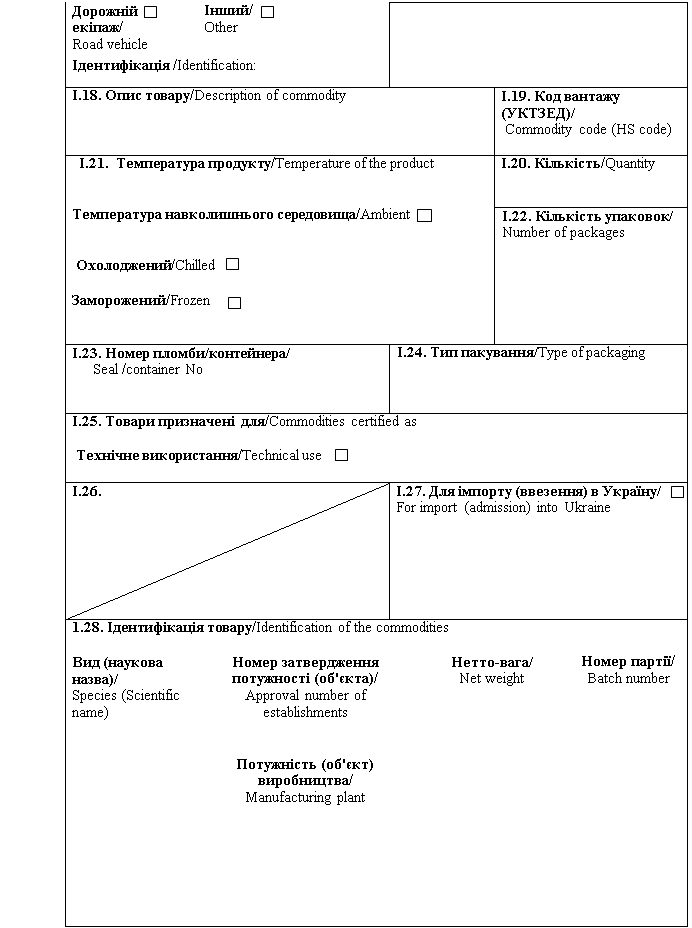 Дорожній ☐ Інший/ ☐
екіпаж/ Other
Road vehicle
Ідентифікація /Identification:
I.18. Опис товару/Description of commodity
I.19. Код вантажу
(УКТЗЕД)/
Commodity code (HS code)
I.21. Температура продукту/Temperature of the product
I.20. Кількість/Quantity
Температура навколишнього середовища/Ambient ☐
I.22. Кількість упаковок/
Number of packages
Охолоджений/Chilled ☐
Заморожений/Frozen ☐
I.23. Номер пломби/контейнера/
Seal /container No
I.24. Тип пакування/Type of packaging
I.25. Товари призначені для/Commodities certified as
Технічне використання/Technical use ☐
I.26.
I.27. Для імпорту (ввезення) в Україну/ ☐
For import (admission) into Ukraine
1.28. Ідентифікація товару/Identification of the commodities
Вид (наукова
назва)/
Species (Scientific
name)
Номер затвердження
потужності (об'єкта)/
Approval number of
establishments
Нетто-вага/
Net weight
Номер партії/
Batch number
Потужність (об'єкт)
виробництва/
Manufacturing plant